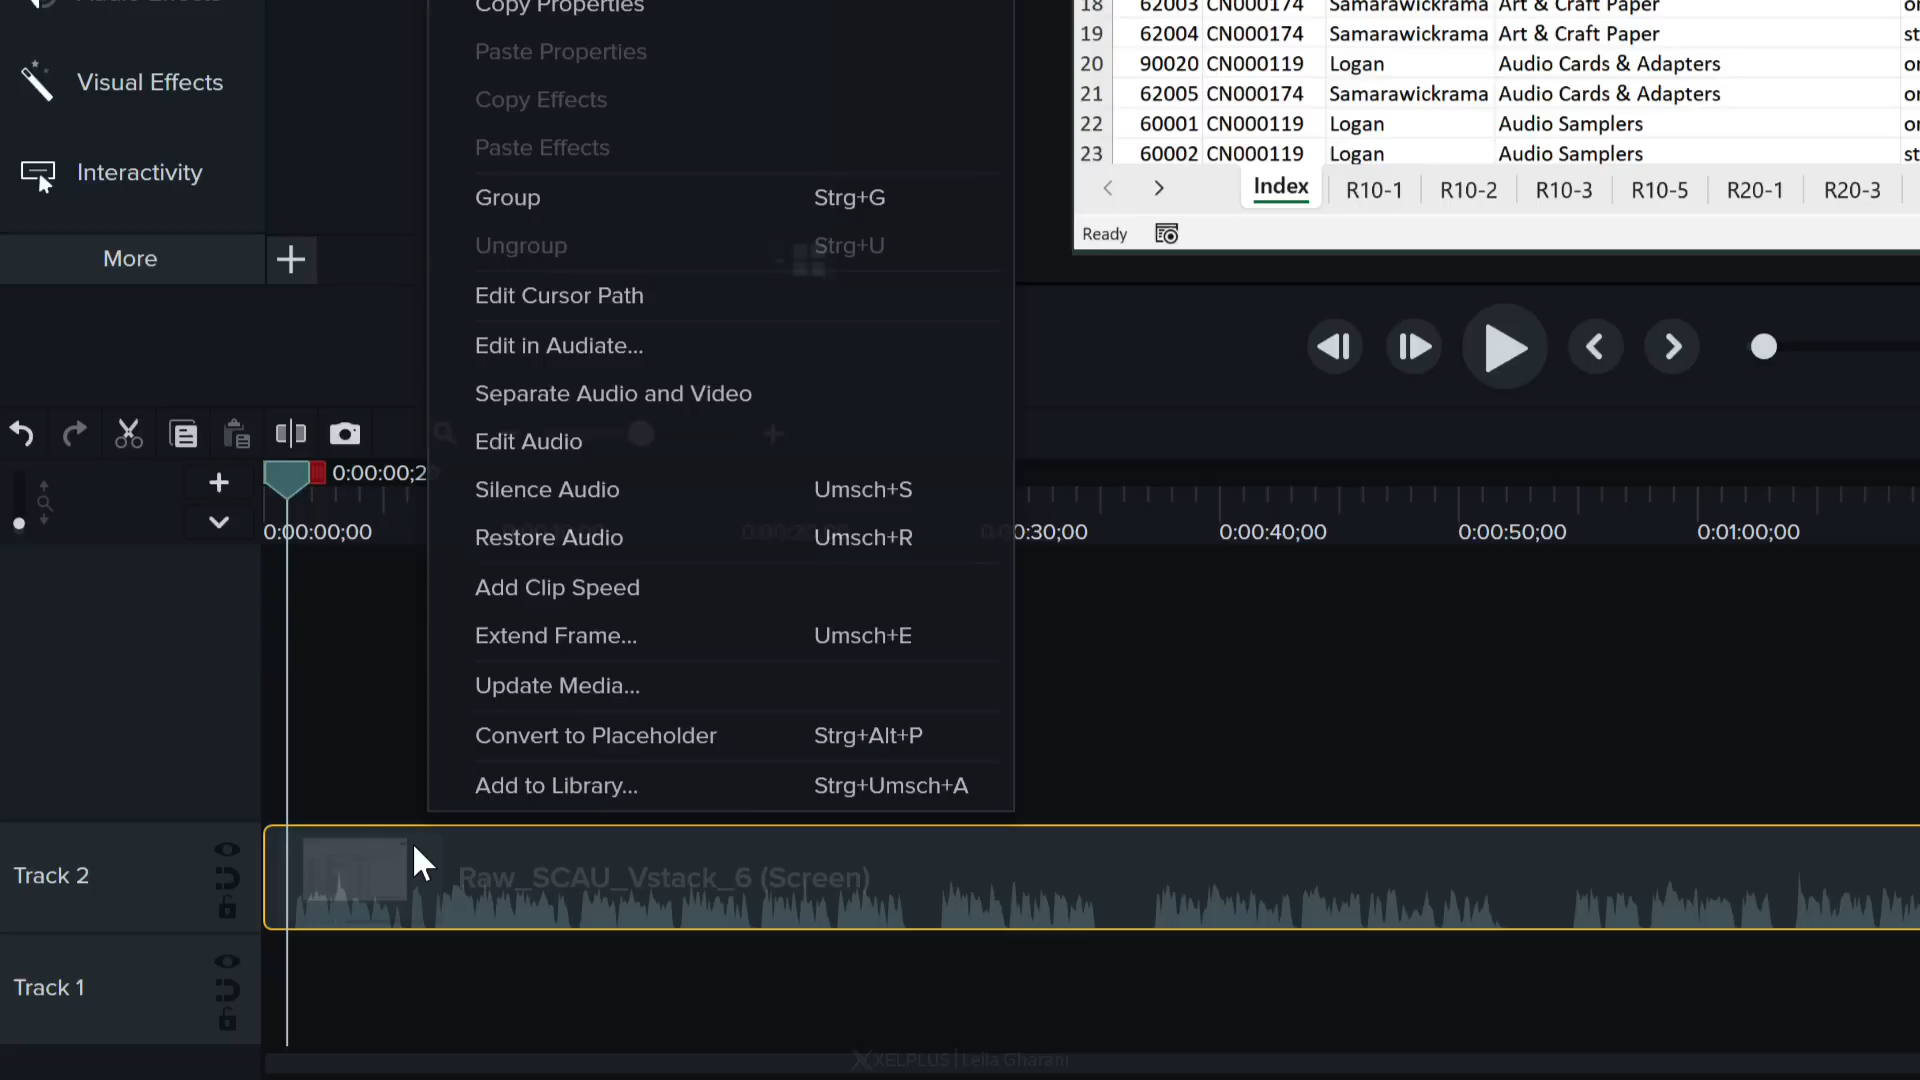 Audio Effects
Visual Effects
Interactivity
More
Copy Properties
Paste Properties
Copy Effects
Paste Effects
Group Strg+G
Ungroup Strg+U
Edit Cursor Path
Edit in Audiate...
Separate Audio and Video
Edit Audio
Silence Audio Umsch+S
Restore Audio Umsch+R
Add Clip Speed
Extend Frame... Umsch+E
Update Media...
Convert to Placeholder Strg+Alt+P
Add to Library... Strg+Umsch+A
18 62003 CN000174 Samarawickrama Art & Craft Paper
19 62004 CN000174 Samarawickrama Art & Craft Paper st
20 90020 CN000119 Logan Audio Cards & Adapters
21 62005 CN000174 Samarawickrama Audio Cards & Adapters
22 60001 CN000119 Logan Audio Samplers
23 60002 CN000119 Logan Audio Samplers st
Index R10-1 R10-2 R10-3 R10-5 R20-1 R20-3
Ready
0:00:00;2
0:00:00;00 0:30;00 0:00:40;00 0:00:50;00 0:01:00;00
Track 2
Raw_SCAU_Vstack_6 (Screen)
Track 1
XELPLUS | Leila Gharani